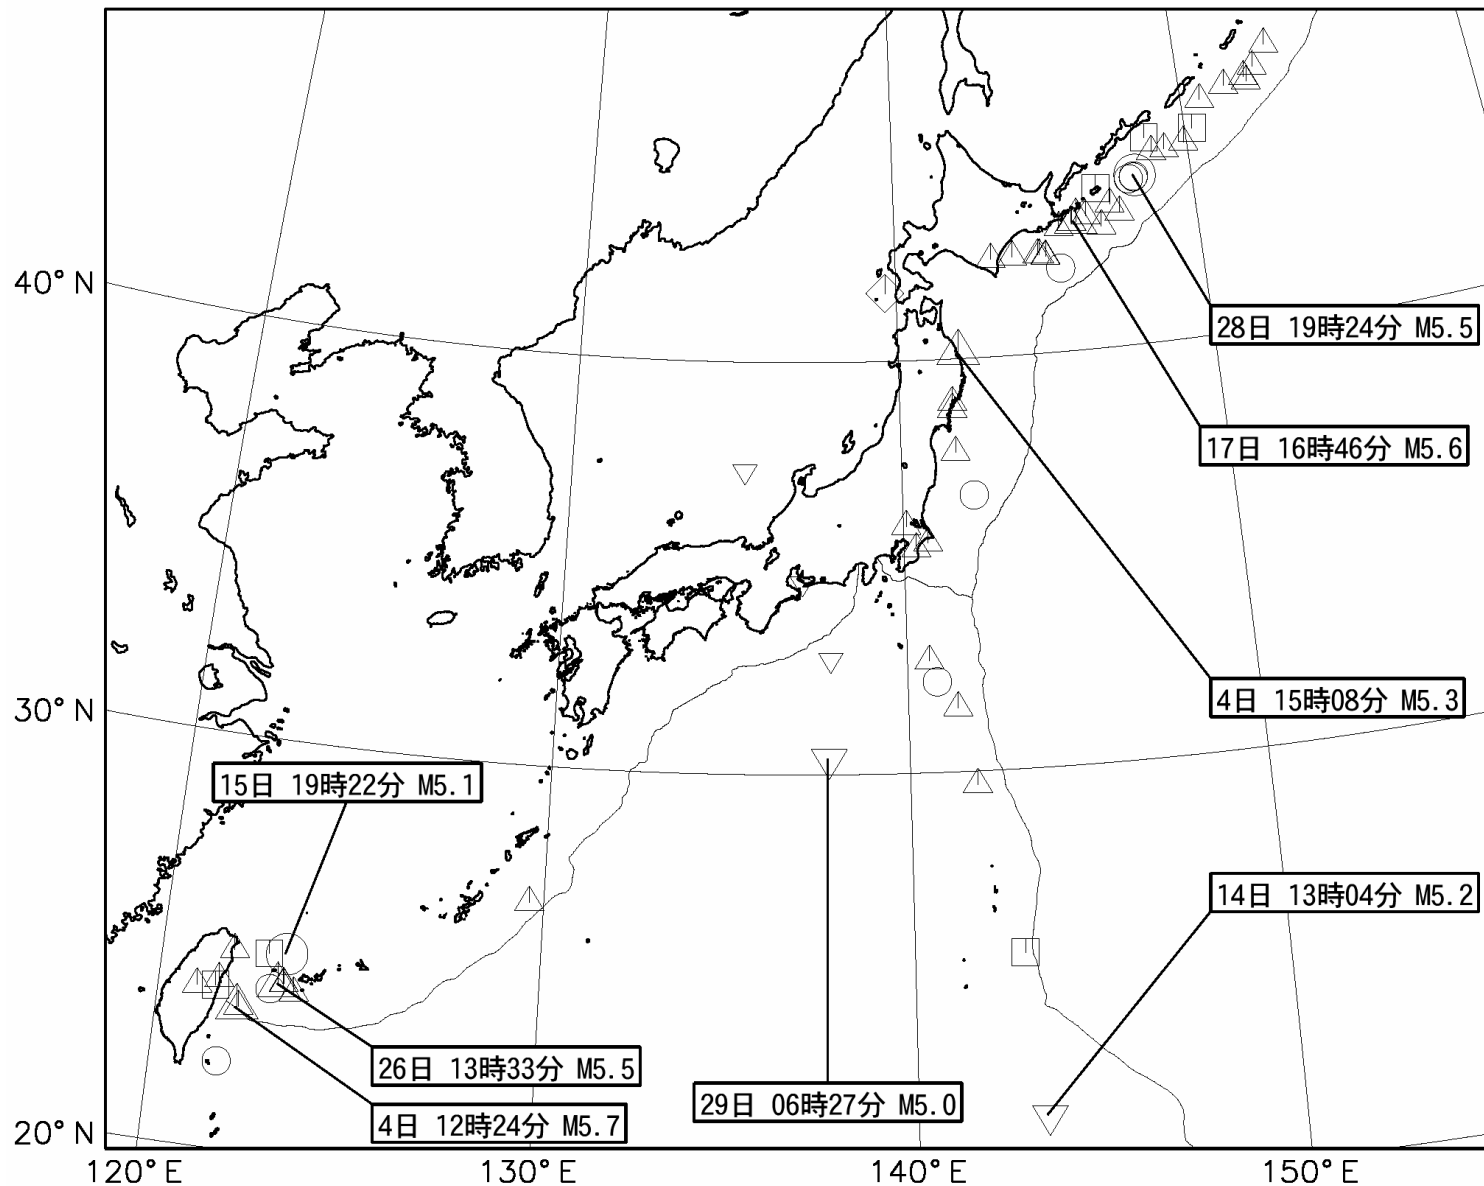 40°N
28日 19時24分 M5.5
17日 16時46分 M5.6
4日 15時08分 M5.3
30°N
15日 19時22分 M5.1
14日 13時04分 M5.2
26日 13時33分 M5.5
29日 06時27分 M5.0
4日 12時24分 M5.7
20°N
120°E
130°E
140°E
150°E